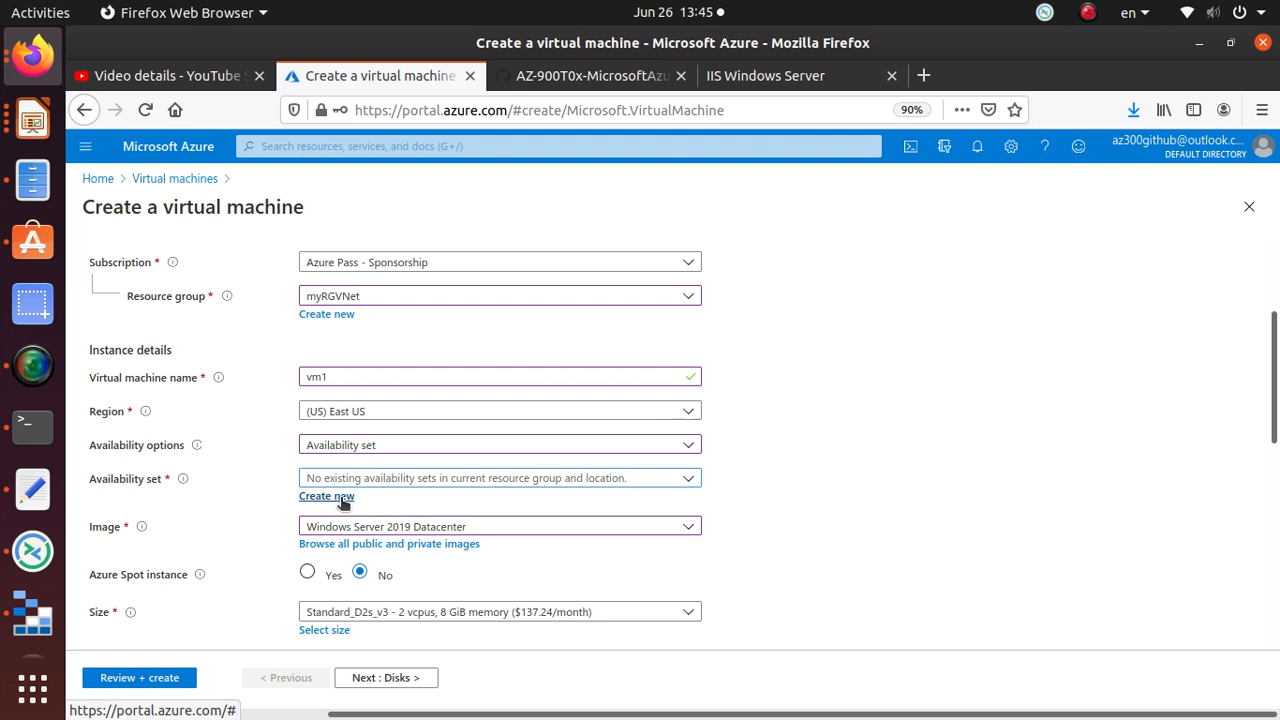 Activities
Firefox Web Browser
Jun 26 13:45
en
Create a virtual machine - Microsoft Azure - Mozilla Firefox
Video details - YouTube S
Create a virtual machine
AZ-900T0x-MicrosoftAzu
IIS Windows Server
https://portal.azure.com/#create/Microsoft.VirtualMachine
90%
Microsoft Azure
Search resources, services, and docs (G+/)
az300github@outlook.c...
DEFAULT DIRECTORY
Home > Virtual machines >
Create a virtual machine
Subscription *
Azure Pass - Sponsorship
Resource group *
myRGVNet
Create new
Instance details
Virtual machine name *
vm1
Region *
(US) East US
Availability options
Availability set
Availability set *
No existing availability sets in current resource group and location.
Create new
Image *
Windows Server 2019 Datacenter
Browse all public and private images
Azure Spot instance
Yes
No
Size *
Standard_D2s_v3 - 2 vcpus, 8 GiB memory ($137.24/month)
Select size
Review + create
< Previous
Next : Disks >
https://portal.azure.com/#